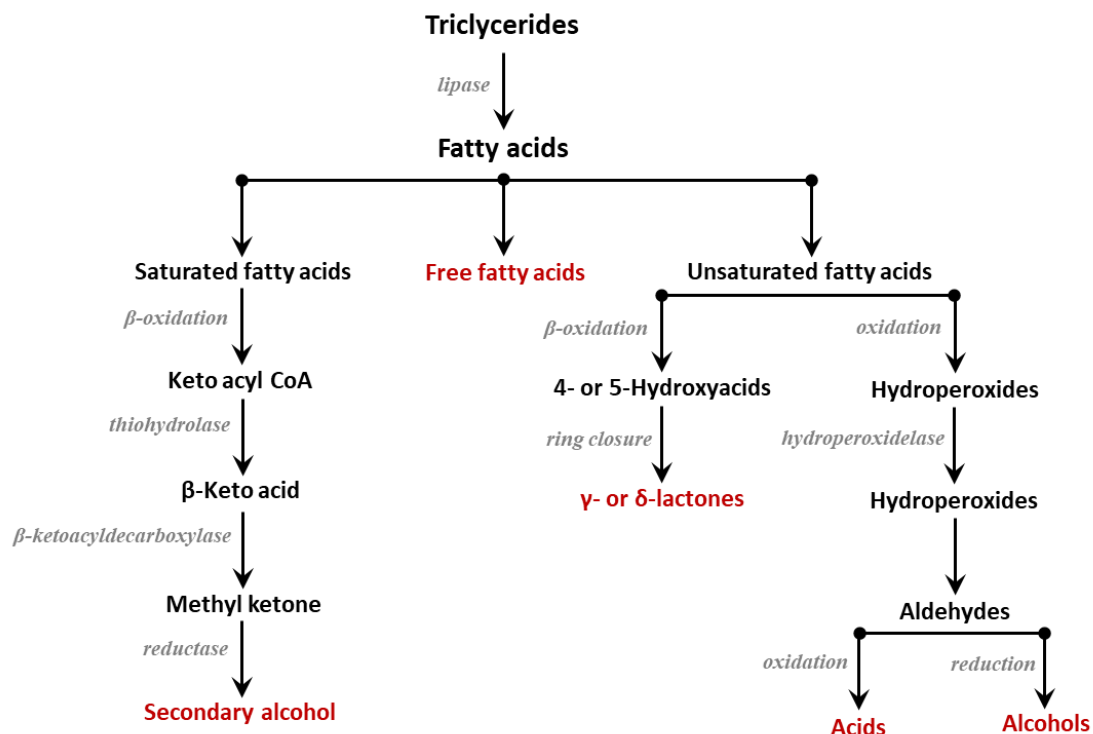 Triclycerides
lipase
Fatty acids
Saturated fatty acids
Free fatty acids
Unsaturated fatty acids
β-oxidation
β-oxidation
oxidation
Keto acyl CoA
4- or 5-Hydroxyacids
Hydroperoxides
thiohydrolase
ring closure
hydroperoxidelase
β-Keto acid
γ- or δ-lactones
Hydroperoxides
β-ketoacyldecarboxylase
Methyl ketone
Aldehydes
reductase
oxidation
reduction
Secondary alcohol
Acids
Alcohols